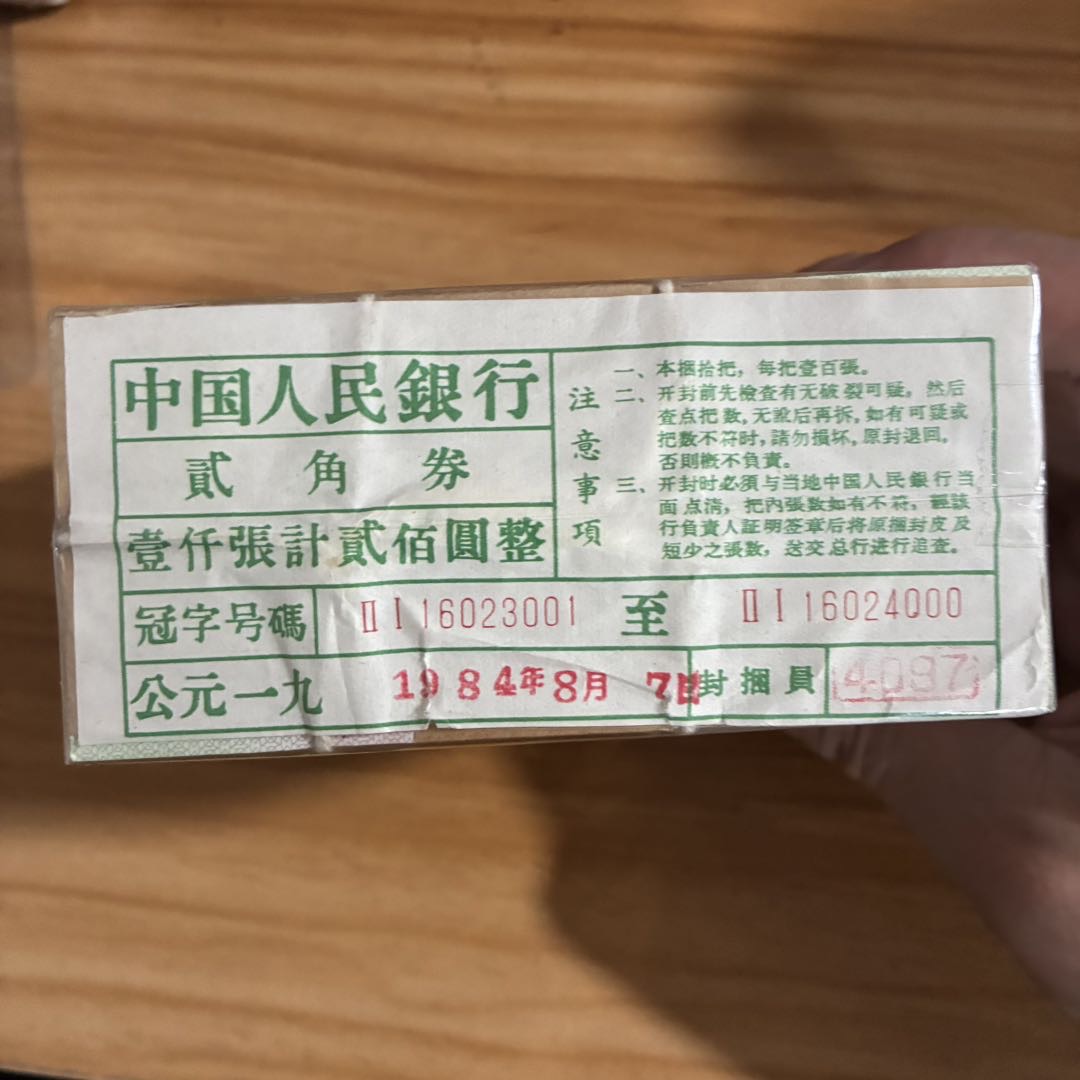 中国人民銀行
貳角券
壹仟張計貳佰圓整
注意事項
一、本捆拾把，每把壹百張。
二、开封前先檢查有无破裂可疑，然后
查点把数，无訛后再拆，如有可疑或
把数不符时，請勿損坏，原封退回，
否則概不負責。
三、开封时必須与当地中国人民銀行当
面点清，把內張数如有不符，經該
行負責人証明签章后将原捆封皮及
短少之張数，送交总行进行追查。
冠字号碼 ⅡⅠ16023001 至 ⅡⅠ16024000
公元一九 1984年8月 7日 封捆員 4097